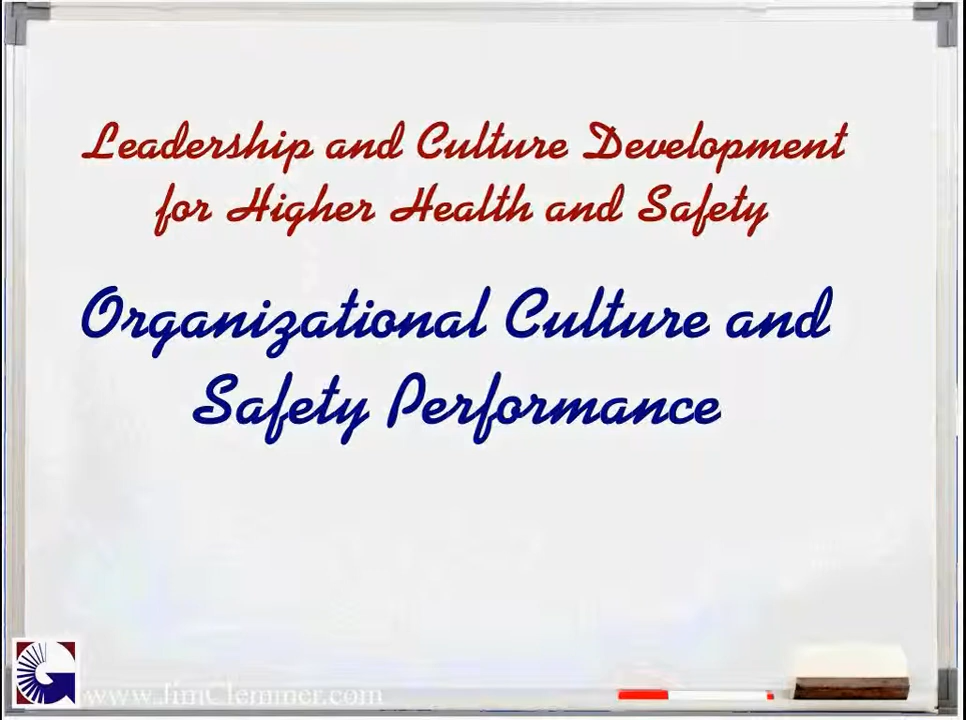 Leadership and Culture Development
for Higher Health and Safety
Organizational Culture and
Safety Performance
www.JimClemmer.com